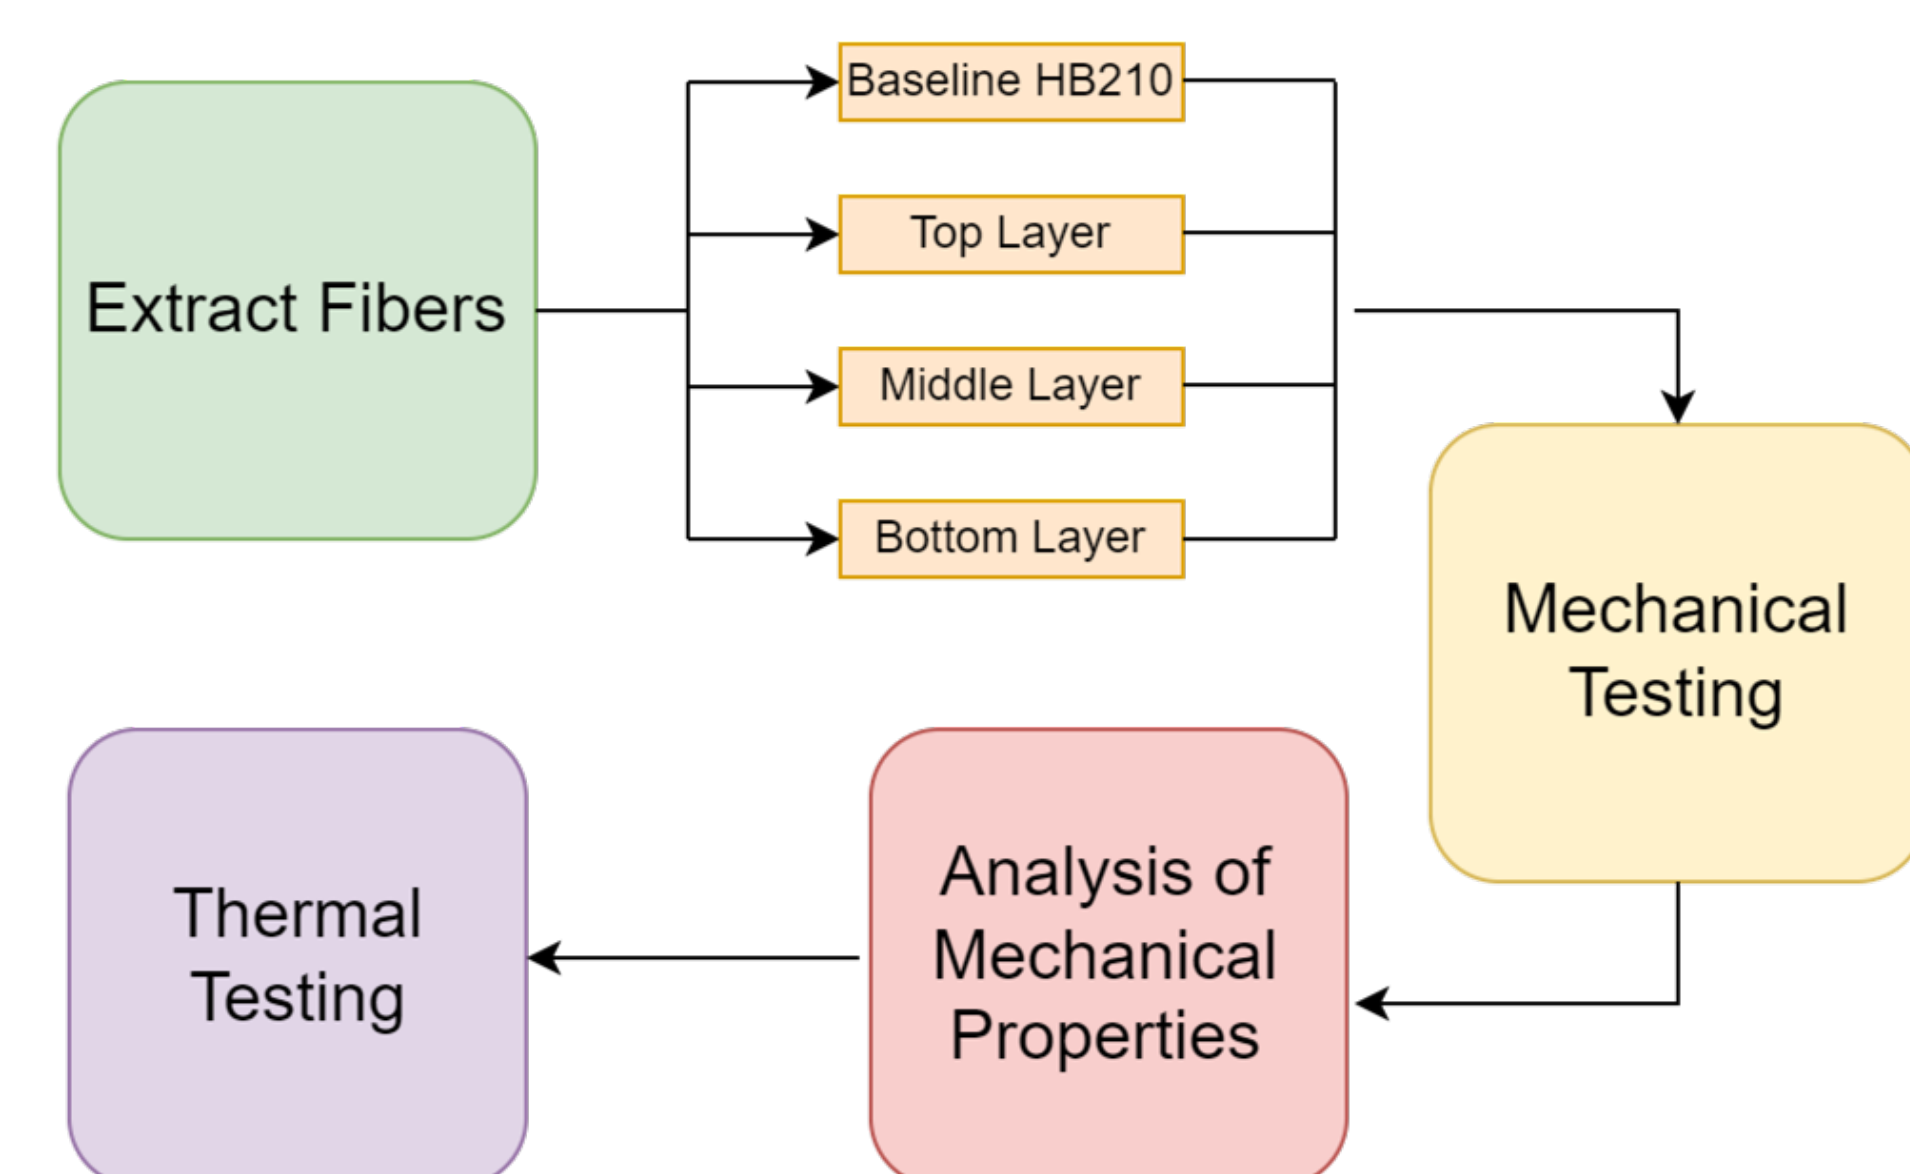 Extract Fibers
Baseline HB210
Top Layer
Middle Layer
Bottom Layer
Mechanical
Testing
Analysis of
Mechanical
Properties
Thermal
Testing